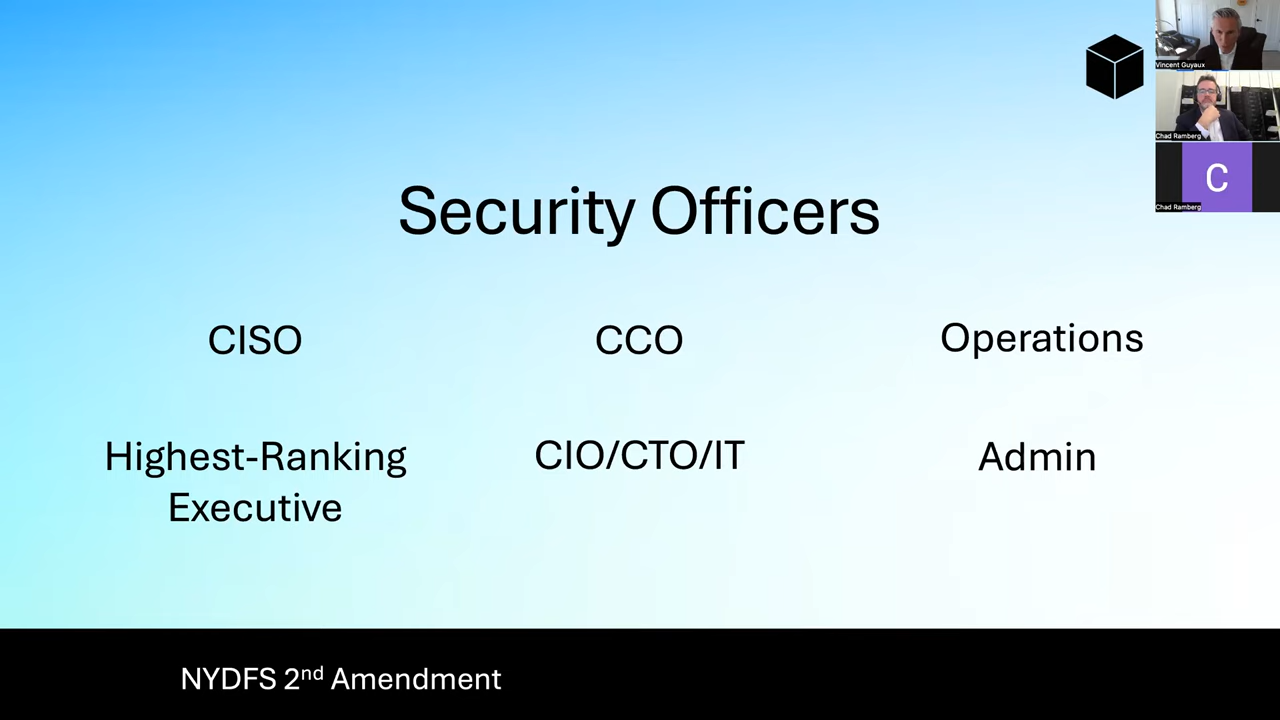 Security Officers
CISO
CCO
Operations
Highest-Ranking
Executive
CIO/CTO/IT
Admin
NYDFS 2nd Amendment
Vincent Guyaux
Chad Ramberg
C
Chad Ramberg